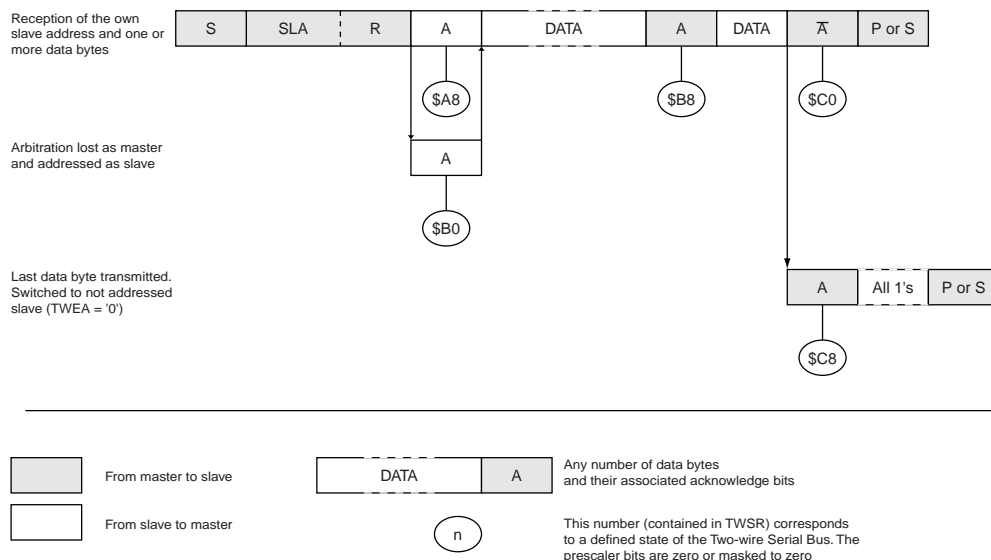 Reception of the own
slave address and one or
more data bytes
S SLA R A DATA A DATA A̅ P or S
$A8 $B8 $C0
Arbitration lost as master
and addressed as slave
A
$B0
Last data byte transmitted.
Switched to not addressed
slave (TWEA = '0')
A All 1's P or S
$C8
From master to slave
DATA A
Any number of data bytes
and their associated acknowledge bits
From slave to master
n
This number (contained in TWSR) corresponds
to a defined state of the Two-wire Serial Bus. The
prescaler bits are zero or masked to zero